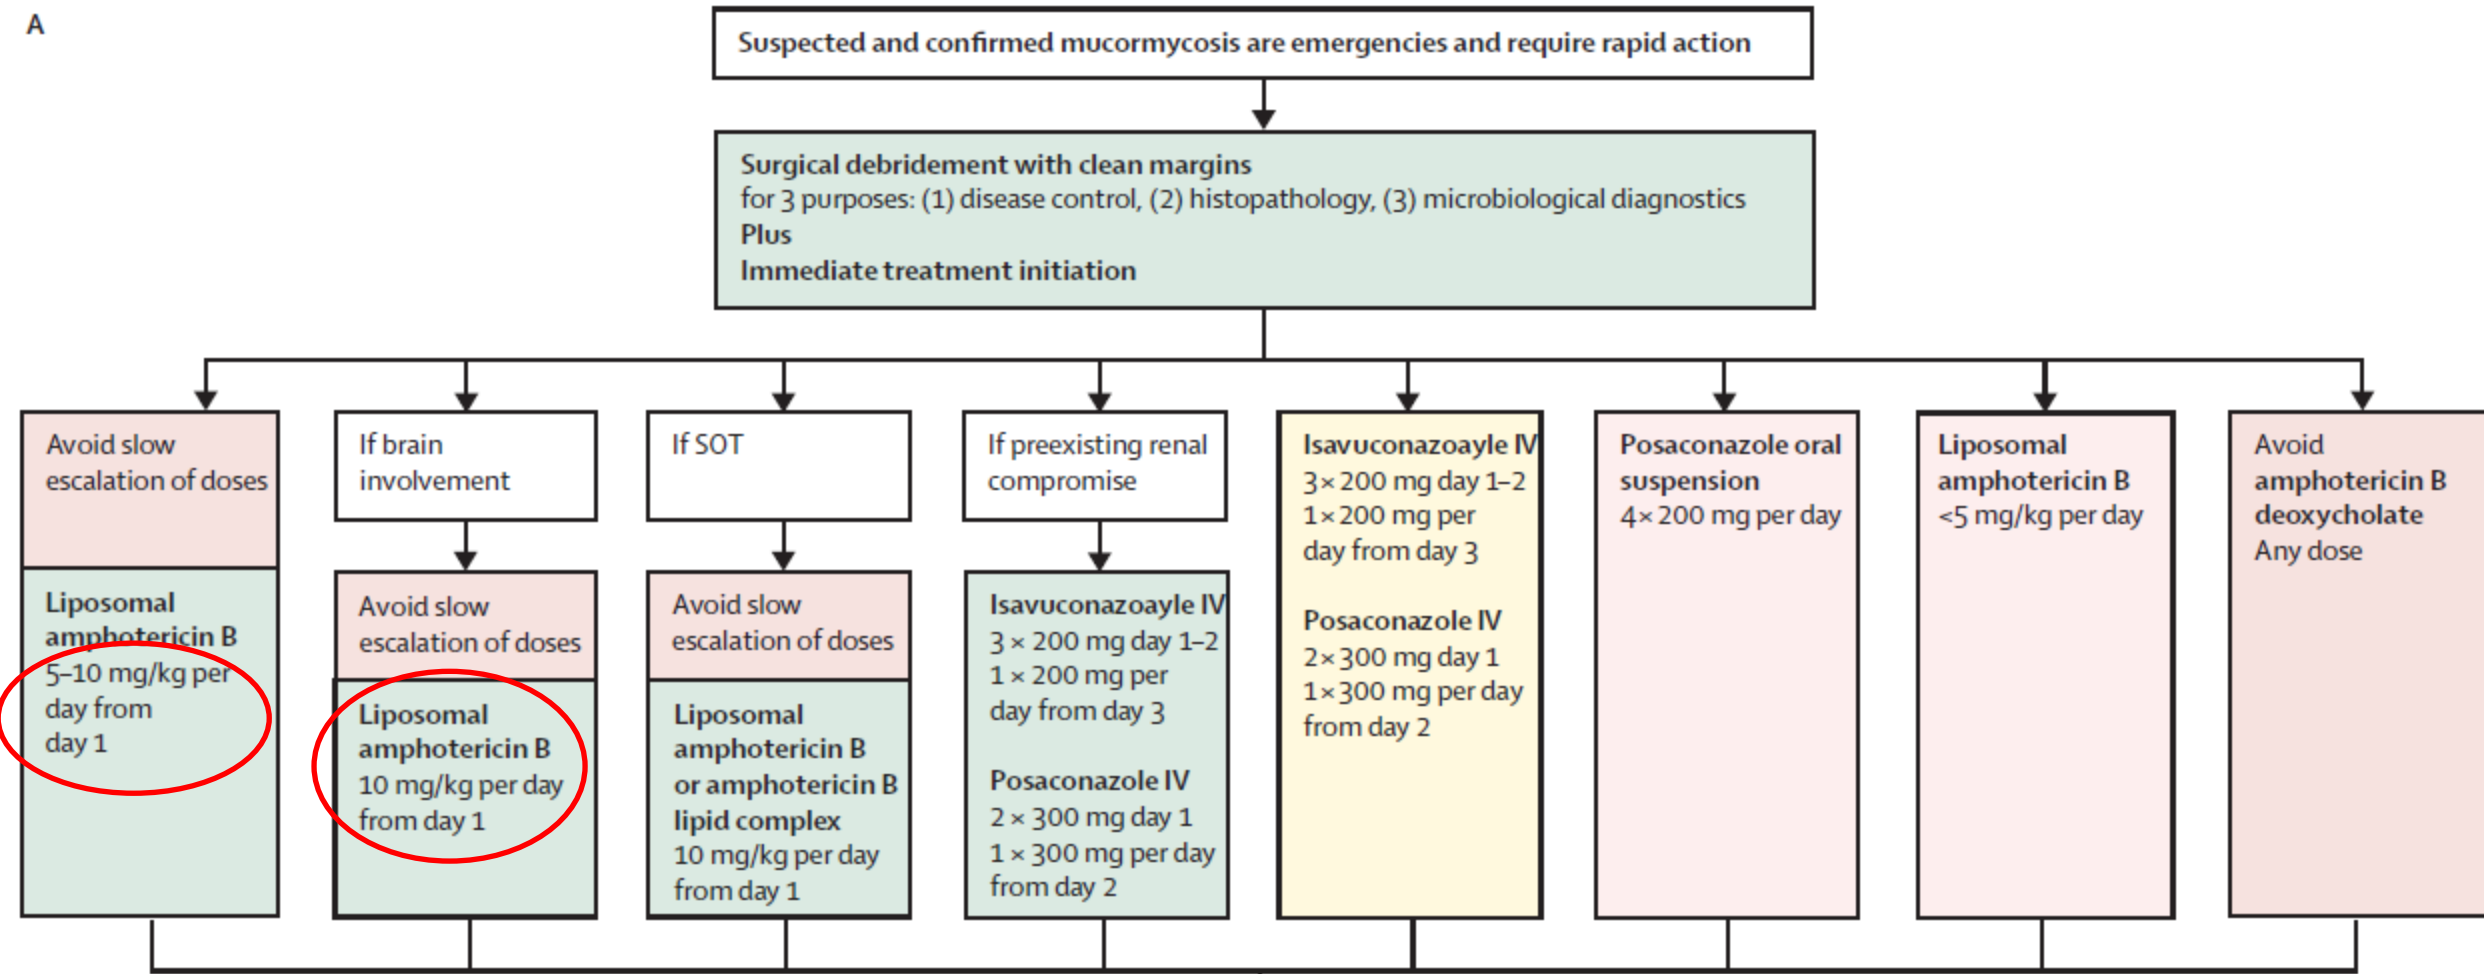 A
Suspected and confirmed mucormycosis are emergencies and require rapid action
Surgical debridement with clean margins
for 3 purposes: (1) disease control, (2) histopathology, (3) microbiological diagnostics
Plus
Immediate treatment initiation
Avoid slow
escalation of doses
Liposomal
amphotericin B
5–10 mg/kg per
day from
day 1
If brain
involvement
Avoid slow
escalation of doses
Liposomal
amphotericin B
10 mg/kg per day
from day 1
If SOT
Avoid slow
escalation of doses
Liposomal
amphotericin B
or amphotericin B
lipid complex
10 mg/kg per day
from day 1
If preexisting renal
compromise
Isavuconazoayle IV
3 × 200 mg day 1–2
1 × 200 mg per
day from day 3
Posaconazole IV
2 × 300 mg day 1
1 × 300 mg per day
from day 2
Isavuconazoayle IV
3× 200 mg day 1–2
1× 200 mg per
day from day 3
Posaconazole IV
2× 300 mg day 1
1× 300 mg per day
from day 2
Posaconazole oral
suspension
4× 200 mg per day
Liposomal
amphotericin B
<5 mg/kg per day
Avoid
amphotericin B
deoxycholate
Any dose